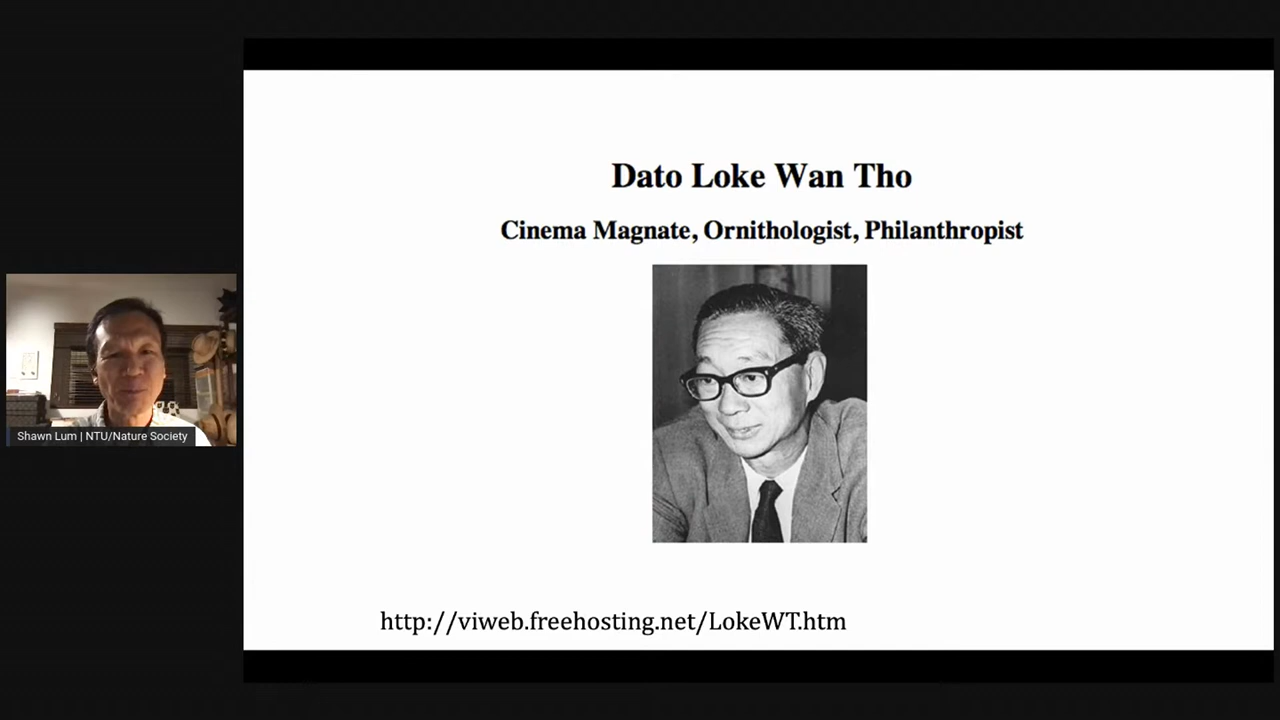 Dato Loke Wan Tho
Cinema Magnate, Ornithologist, Philanthropist
Shawn Lum | NTU/Nature Society
http://viweb.freehosting.net/LokeWT.htm